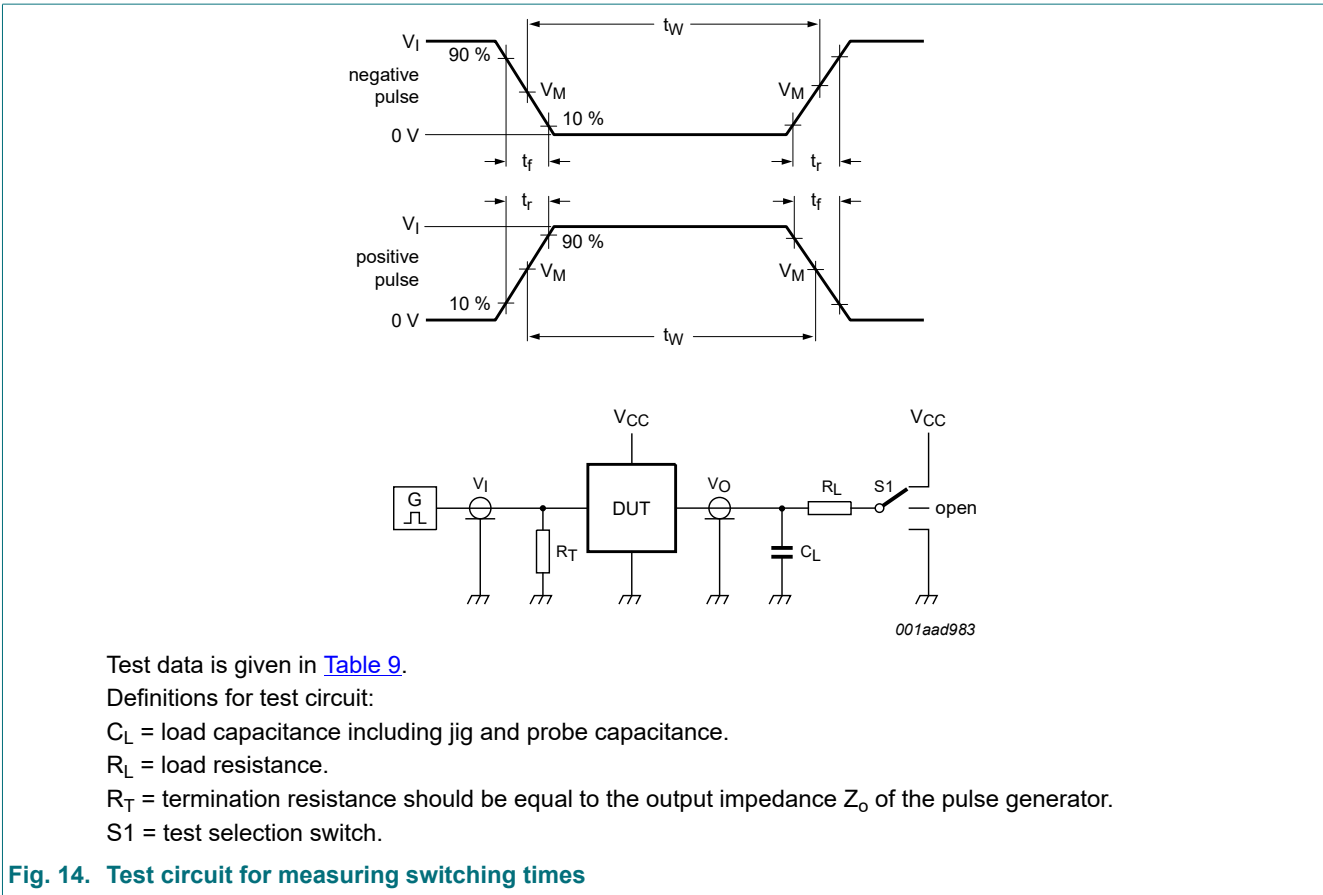 tW
VI
90 %
negative
pulse
VM
VM
10 %
0 V
tf
tr
tr
tf
VI
90 %
positive
pulse
VM
VM
10 %
0 V
tW
VCC
VCC
G
VI
DUT
VO
RL
S1
open
RT
CL
001aad983
Test data is given in Table 9.
Definitions for test circuit:
CL = load capacitance including jig and probe capacitance.
RL = load resistance.
RT = termination resistance should be equal to the output impedance Zo of the pulse generator.
S1 = test selection switch.
Fig. 14. Test circuit for measuring switching times